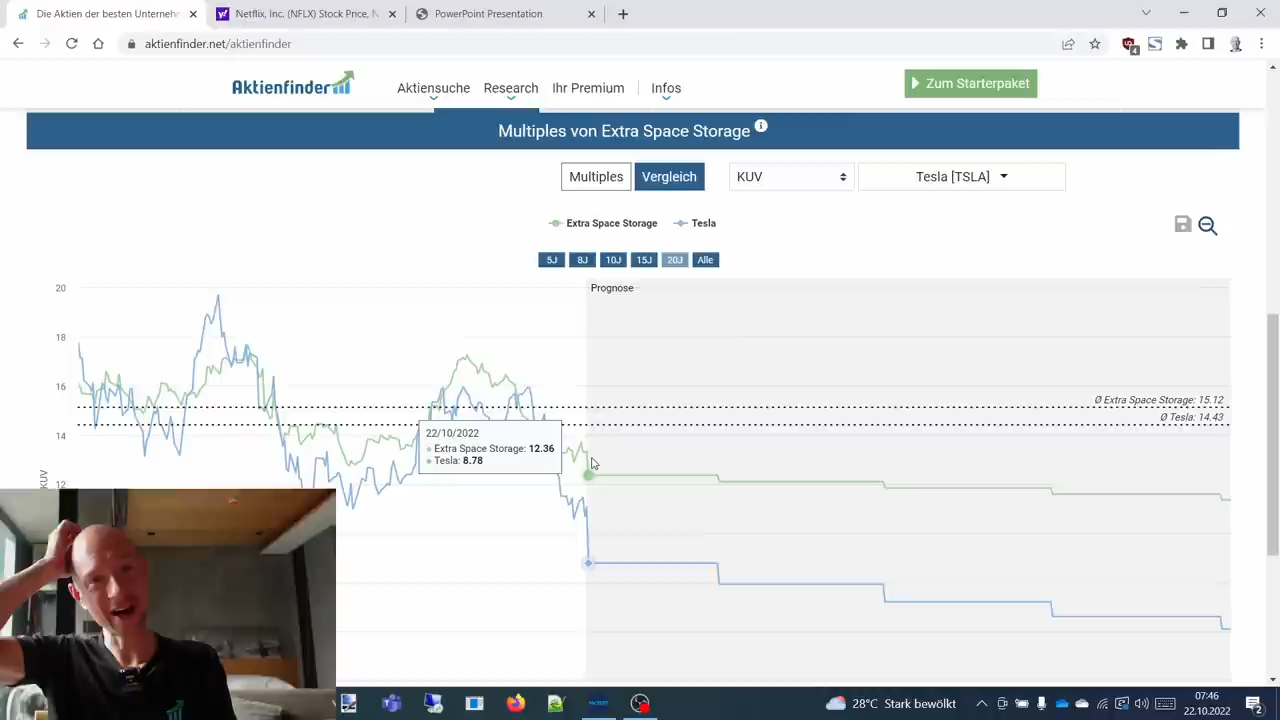 Die Aktien der besten Unterneh
Netflix, Inc. (NFLX) Stock Price, N
PowerPoint Presentation
aktienfinder.net/aktienfinder
4
Aktienfinder
Aktiensuche
Research
Ihr Premium
Infos
Zum Starterpaket
Multiples von Extra Space Storage
Multiples
Vergleich
KUV
Tesla [TSLA]
Extra Space Storage
Tesla
5J
8J
10J
15J
20J
Alle
20
Prognose
18
16
Ø Extra Space Storage: 15.12
Ø Tesla: 14.43
14
22/10/2022
Extra Space Storage: 12.36
Tesla: 8.78
KUV
12
28°C Stark bewölkt
07:46
22.10.2022
2